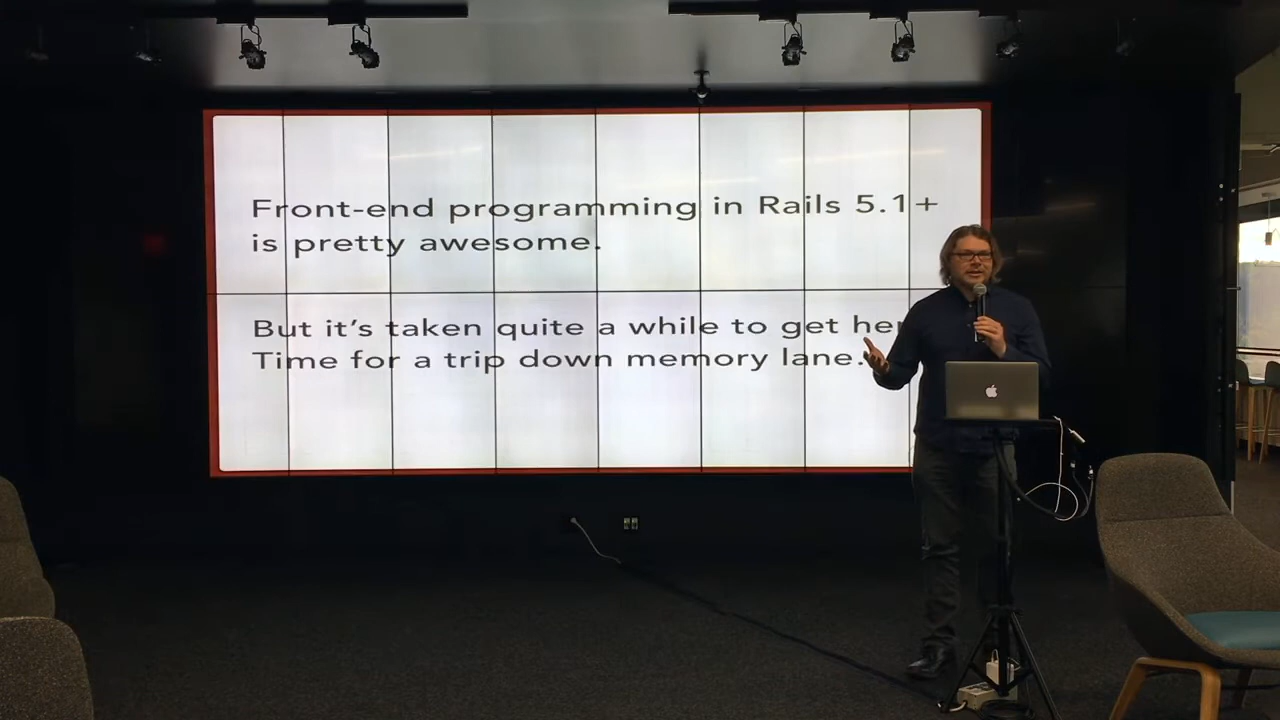 Front-end programming in Rails 5.1+
is pretty awesome.
But it's taken quite a while to get
Time for a trip down memory lane.